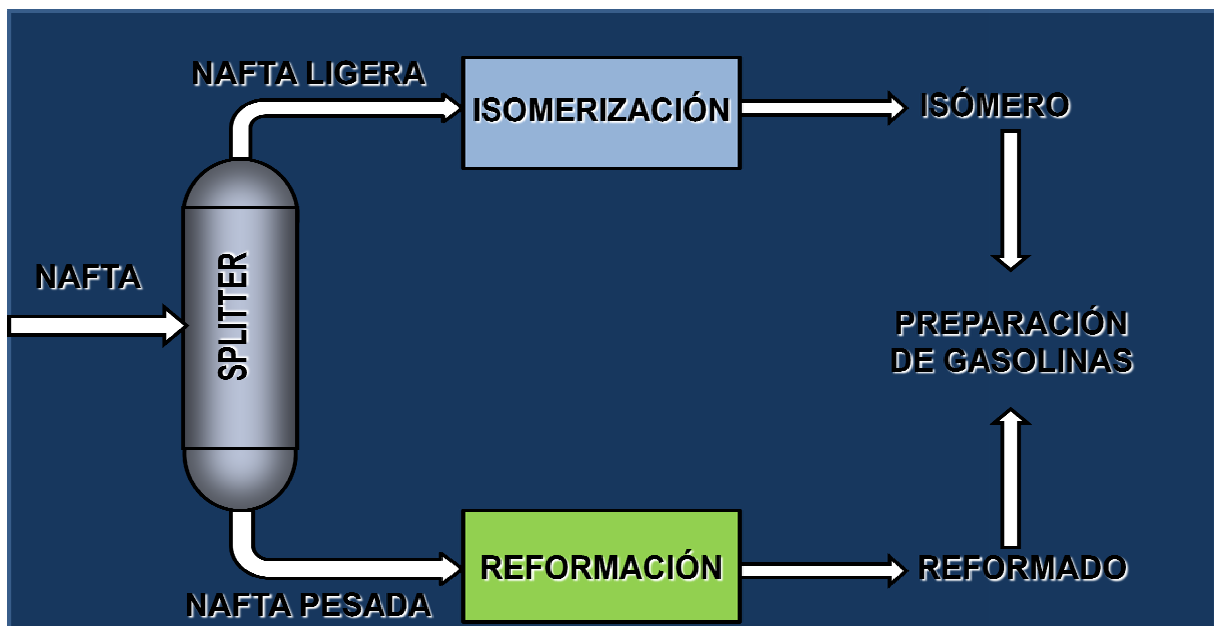 NAFTA LIGERA
ISOMERIZACIÓN
ISÓMERO
NAFTA
SPLITTER
PREPARACIÓN
DE GASOLINAS
REFORMACIÓN
REFORMADO
NAFTA PESADA